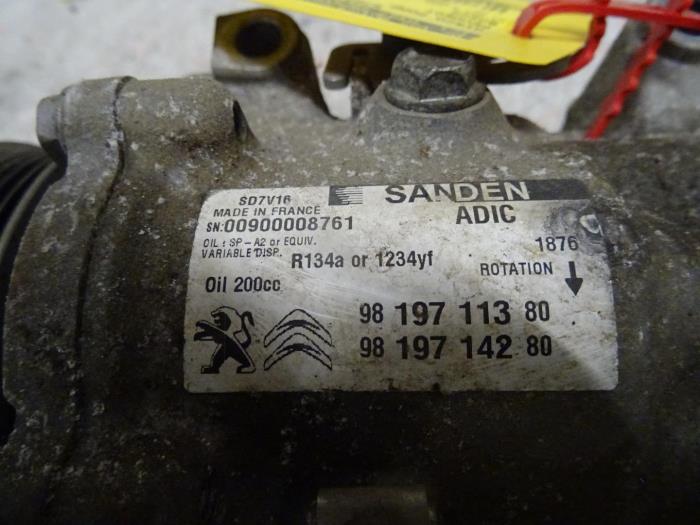 SD7V16
MADE IN FRANCE
SN:00900008761
SANDEN
ADIC
OIL : SP - A2 or EQUIV.
VARIABLE DISP.
R134a or 1234yf
1876
ROTATION
Oil 200cc
98 197 113 80
98 197 142 80